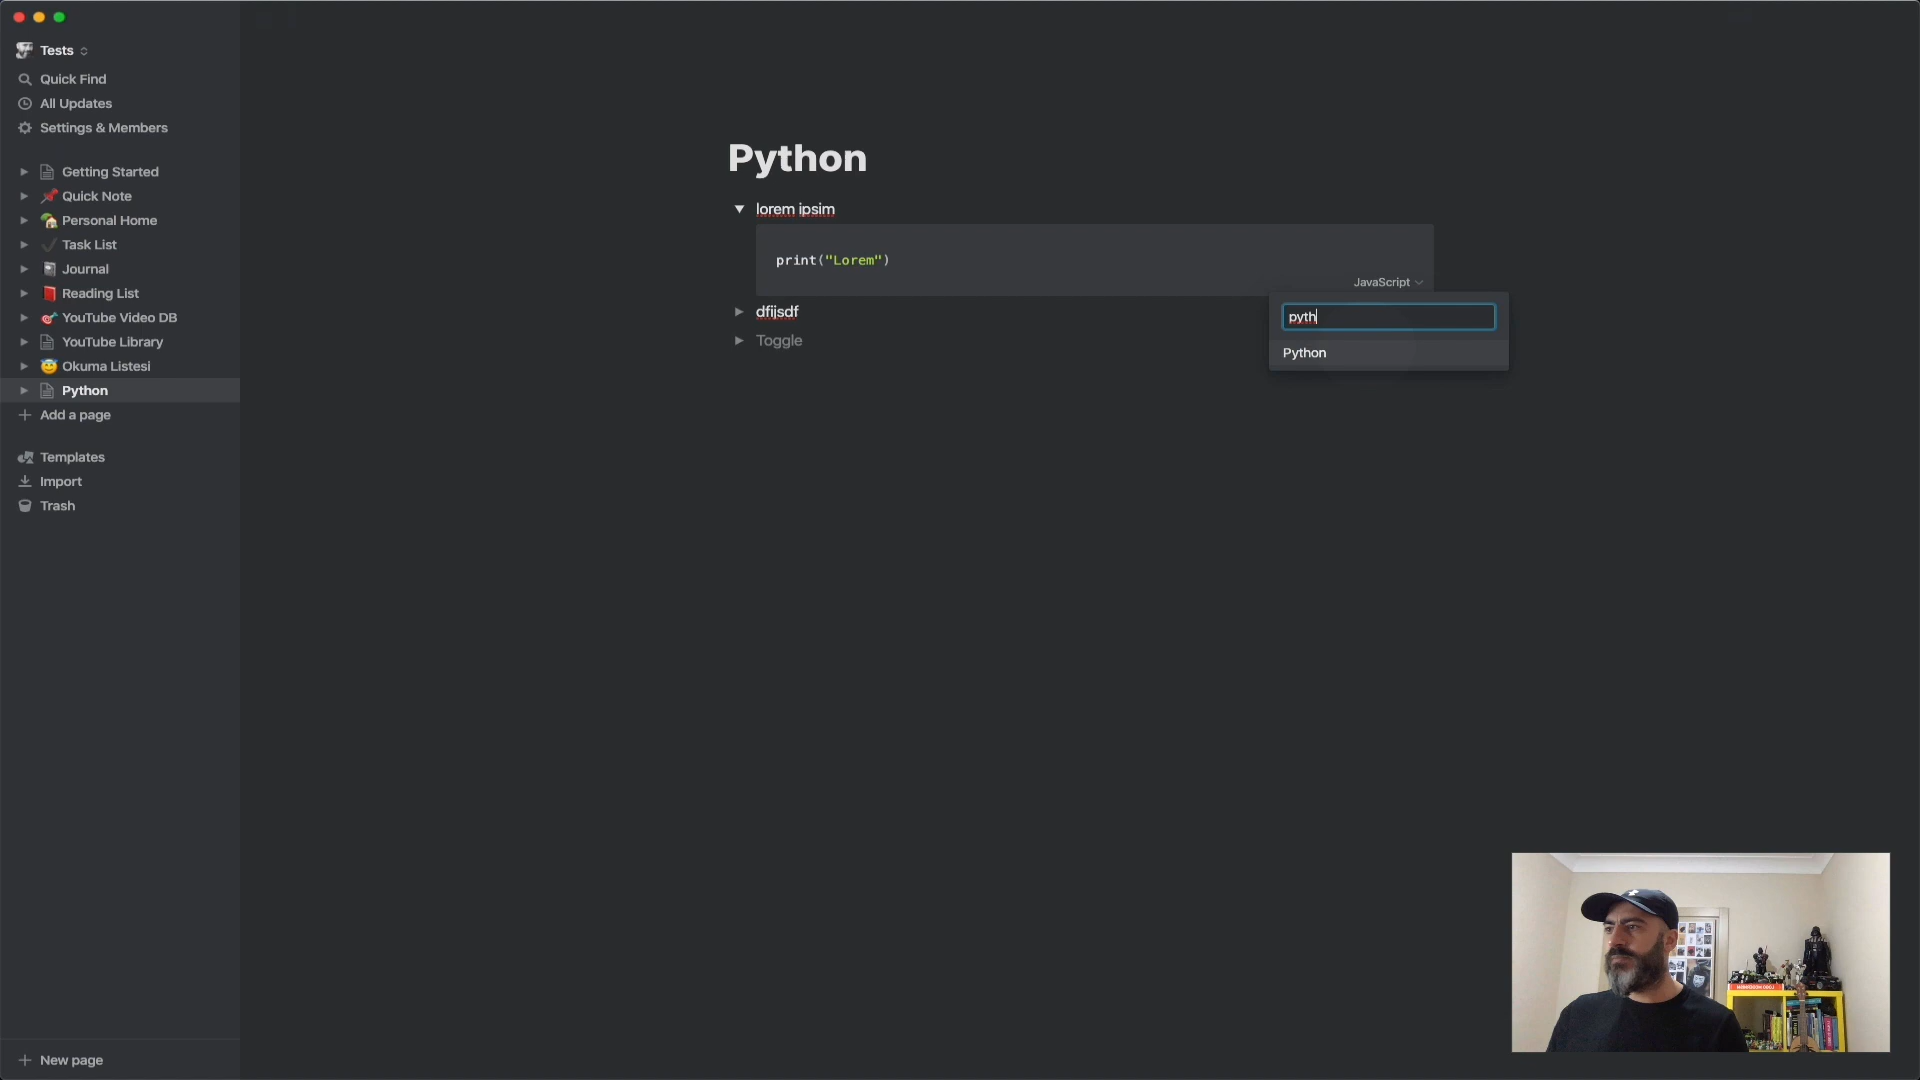 Tests
Quick Find
All Updates
Settings & Members
Getting Started
Quick Note
Personal Home
Task List
Journal
Reading List
YouTube Video DB
YouTube Library
Okuma Listesi
Python
Add a page
Templates
Import
Trash
New page
Python
lorem ipsim
print("Lorem")
JavaScript
dfijsdf
Toggle
pyth
Python